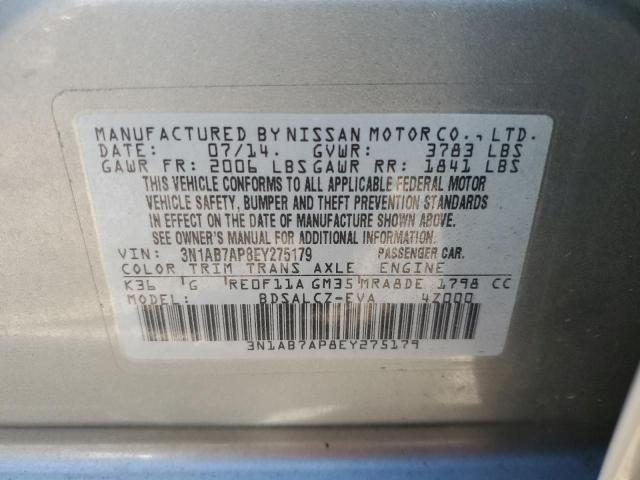 MANUFACTURED BY NISSAN MOTOR CO., LTD.
DATE: 07/14. GVWR: 3783 LBS
GAWR FR: 2006 LBS GAWR RR: 1841 LBS
THIS VEHICLE CONFORMS TO ALL APPLICABLE FEDERAL MOTOR
VEHICLE SAFETY, BUMPER AND THEFT PREVENTION STANDARDS
IN EFFECT ON THE DATE OF MANUFACTURE SHOWN ABOVE.
SEE OWNER'S MANUAL FOR ADDITIONAL INFORMATION.
VIN: 3N1AB7AP8EY275179 PASSENGER CAR.
COLOR TRIM TRANS AXLE ENGINE
K36 G RE0F11A GM35 MRA8DE 1798 CC
MODEL: BDSALCZ-EVA 4Z000
3N1AB7AP8EY275179